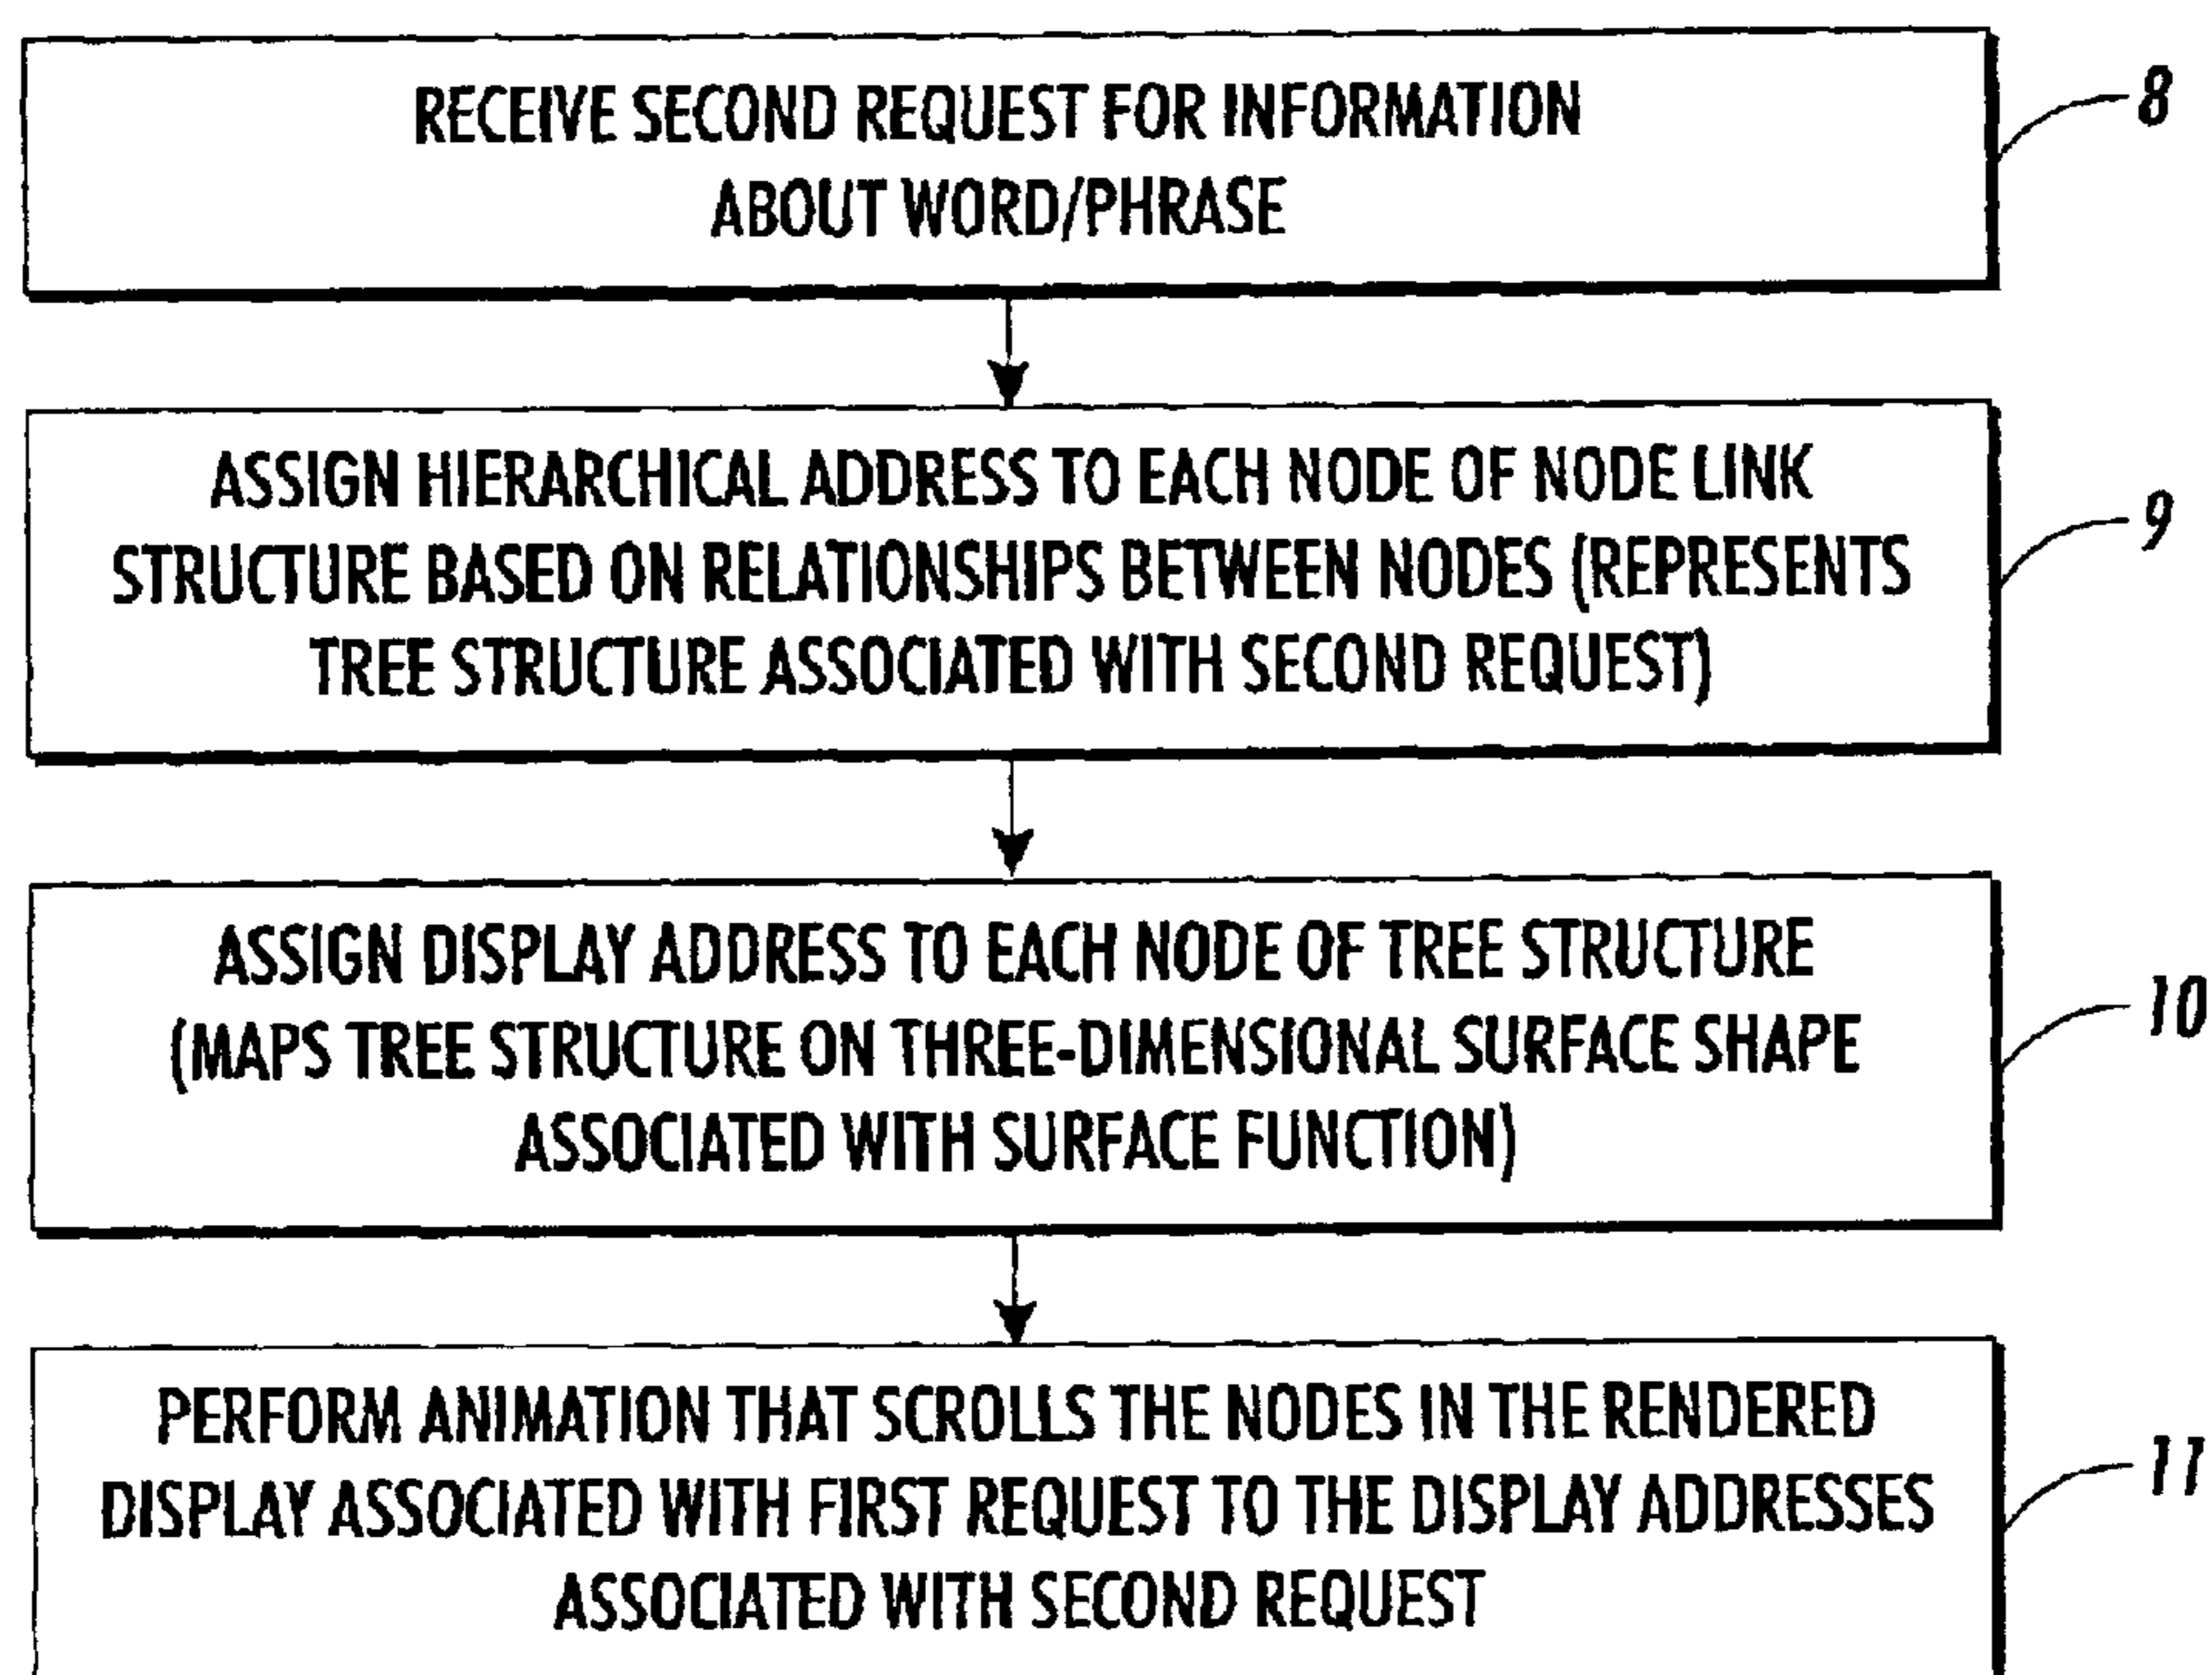 RECEIVE SECOND REQUEST FOR INFORMATION
ABOUT WORD/PHRASE
8
ASSIGN HIERARCHICAL ADDRESS TO EACH NODE OF NODE LINK
STRUCTURE BASED ON RELATIONSHIPS BETWEEN NODES (REPRESENTS
TREE STRUCTURE ASSOCIATED WITH SECOND REQUEST)
9
ASSIGN DISPLAY ADDRESS TO EACH NODE OF TREE STRUCTURE
(MAPS TREE STRUCTURE ON THREE-DIMENSIONAL SURFACE SHAPE
ASSOCIATED WITH SURFACE FUNCTION)
10
PERFORM ANIMATION THAT SCROLLS THE NODES IN THE RENDERED
DISPLAY ASSOCIATED WITH FIRST REQUEST TO THE DISPLAY ADDRESSES
ASSOCIATED WITH SECOND REQUEST
11